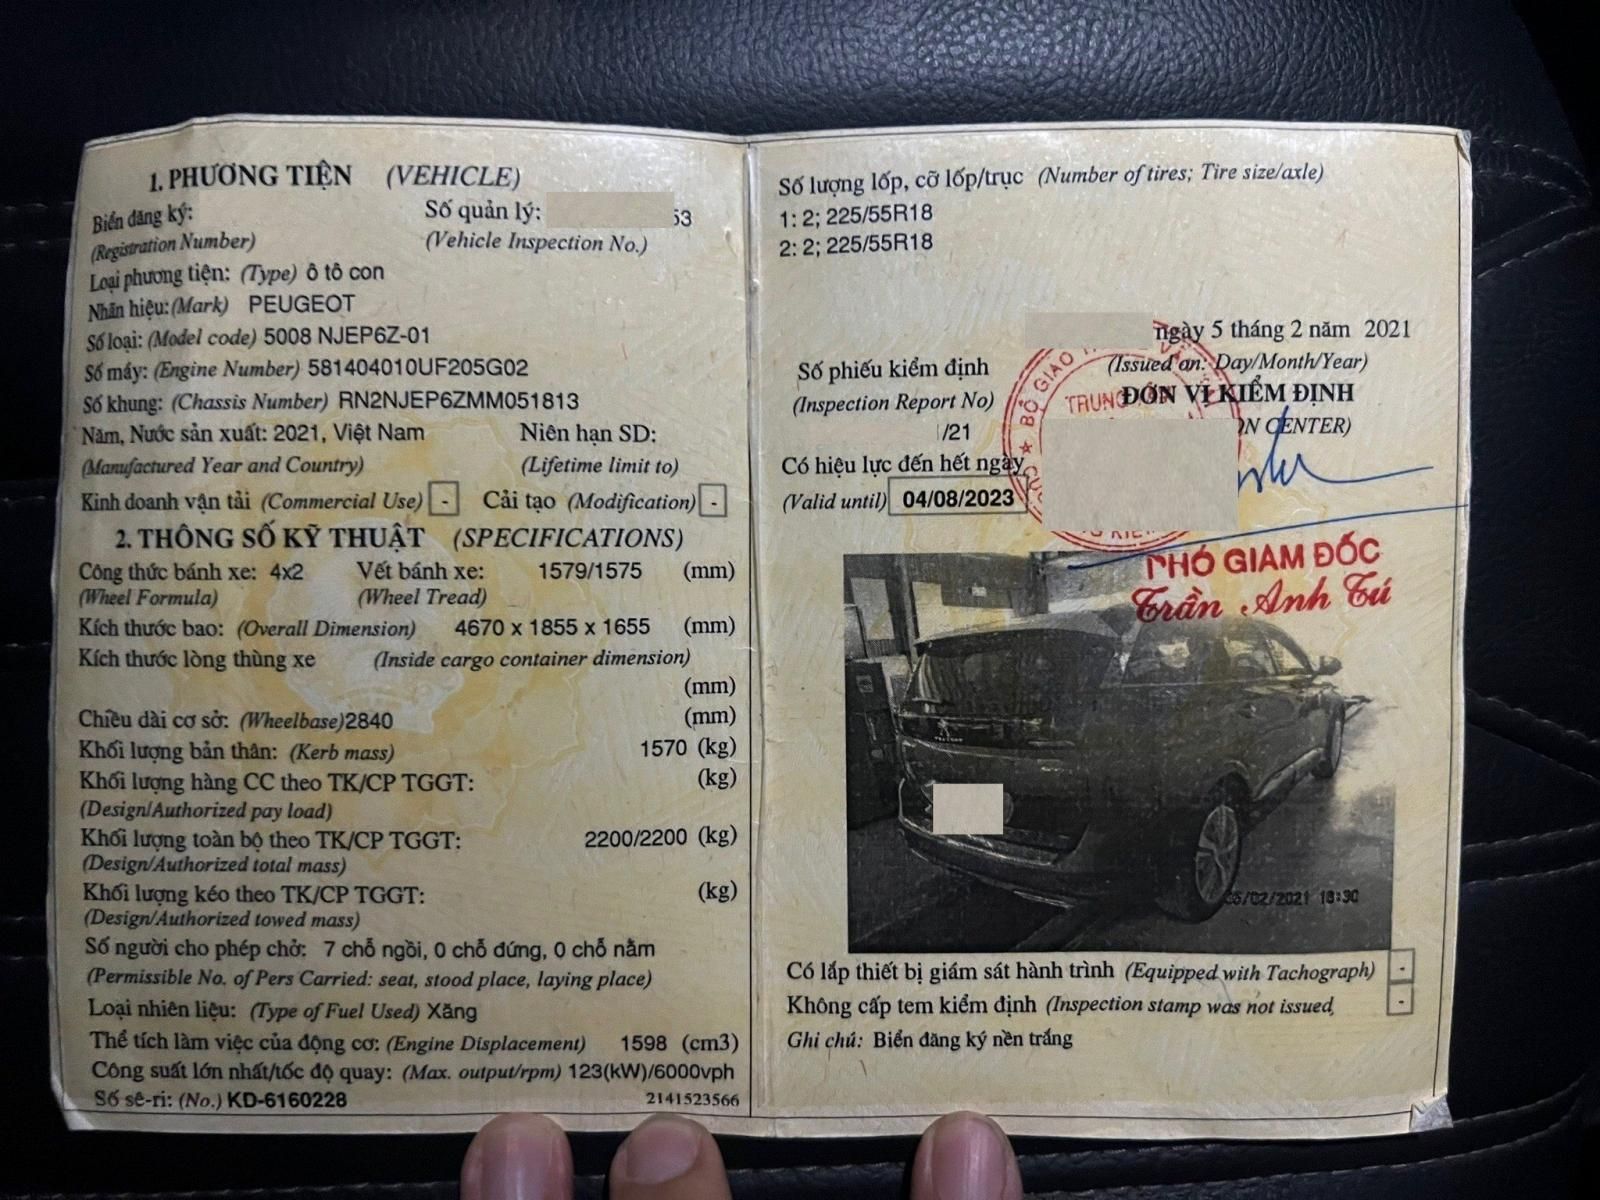 1. PHƯƠNG TIỆN (VEHICLE)
Biển đăng ký: Số quản lý: 53
(Registration Number) (Vehicle Inspection No.)
Loại phương tiện: (Type) ô tô con
Nhãn hiệu: (Mark) PEUGEOT
Số loại: (Model code) 5008 NJEP6Z-01
Số máy: (Engine Number) 581404010UF205G02
Số khung: (Chassis Number) RN2NJEP6ZMM051813
Năm, Nước sản xuất: 2021, Việt Nam Niên hạn SD:
(Manufactured Year and Country) (Lifetime limit to)
Kinh doanh vận tải (Commercial Use) - Cải tạo (Modification) -
2. THÔNG SỐ KỸ THUẬT (SPECIFICATIONS)
Công thức bánh xe: 4x2 Vết bánh xe: 1579/1575 (mm)
(Wheel Formula) (Wheel Tread)
Kích thước bao: (Overall Dimension) 4670 x 1855 x 1655 (mm)
Kích thước lòng thùng xe (Inside cargo container dimension)
(mm)
Chiều dài cơ sở: (Wheelbase) 2840 (mm)
Khối lượng bản thân: (Kerb mass) 1570 (kg)
Khối lượng hàng CC theo TK/CP TGGT: (kg)
(Design/Authorized pay load)
Khối lượng toàn bộ theo TK/CP TGGT: 2200/2200 (kg)
(Design/Authorized total mass)
Khối lượng kéo theo TK/CP TGGT: (kg)
(Design/Authorized towed mass)
Số người cho phép chở: 7 chỗ ngồi, 0 chỗ đứng, 0 chỗ nằm
(Permissible No. of Pers Carried: seat, stood place, laying place)
Loại nhiên liệu: (Type of Fuel Used) Xăng
Thể tích làm việc của động cơ: (Engine Displacement) 1598 (cm3)
Công suất lớn nhất/tốc độ quay: (Max. output/rpm) 123(kW)/6000vph
Số sê-ri: (No.) KD-6160228 2141523566
Số lượng lốp, cỡ lốp/trục (Number of tires; Tire size/axle)
1: 2; 225/55R18
2: 2; 225/55R18
ngày 5 tháng 2 năm 2021
Số phiếu kiểm định (Issued on: Day/Month/Year)
(Inspection Report No) ĐƠN VỊ KIỂM ĐỊNH
/21 CENTER)
BỘ GIAO
TRUNG
Có hiệu lực đến hết ngày
(Valid until) 04/08/2023
PHÓ GIÁM ĐỐC
Trần Anh Tú
05/02/2021 18:30
Có lắp thiết bị giám sát hành trình (Equipped with Tachograph) -
Không cấp tem kiểm định (Inspection stamp was not issued, -
Ghi chú: Biển đăng ký nền trắng